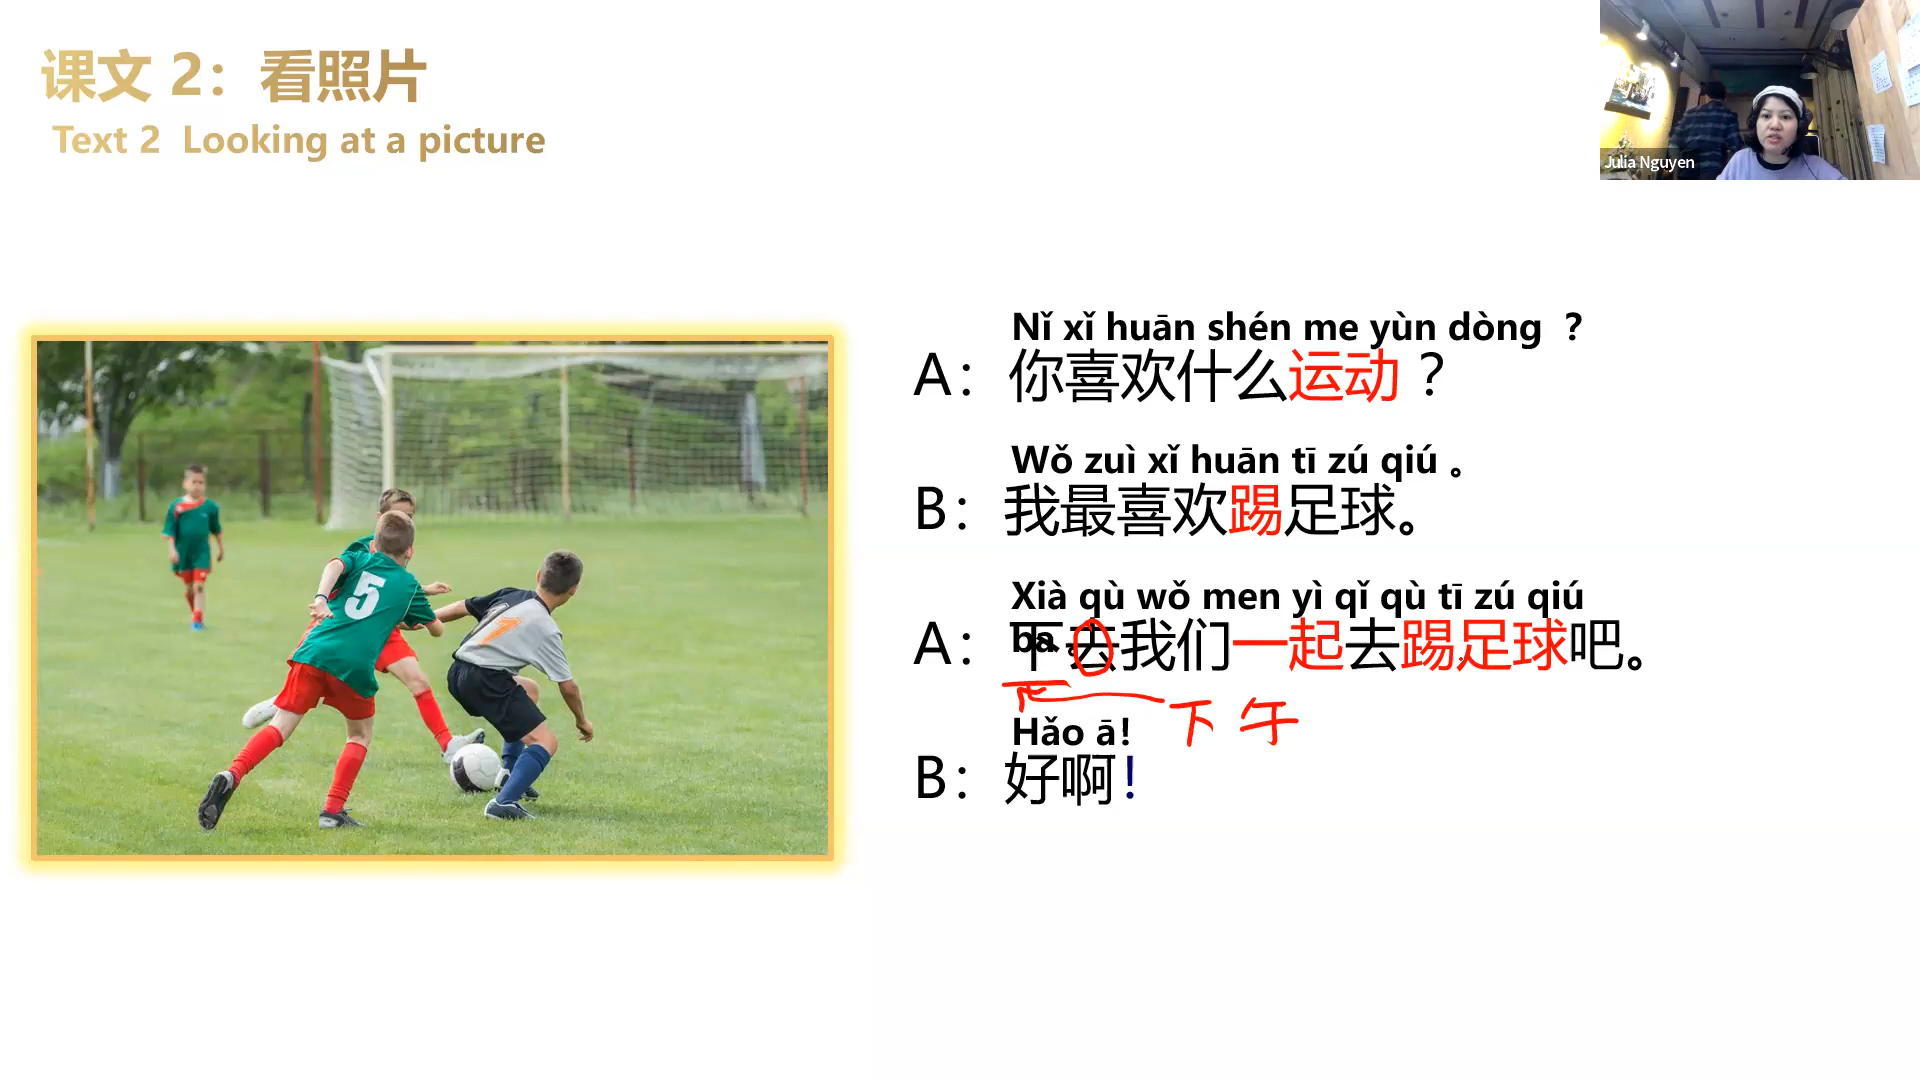 课文 2：看照片
Text 2 Looking at a picture
Julia Nguyen
Nǐ xǐ huān shén me yùn dòng ？
A：你喜欢什么运动？
Wǒ zuì xǐ huān tī zú qiú 。
B：我最喜欢踢足球。
Xià qù wǒ men yì qǐ qù tī zú qiú
ba 。
A：下去我们一起去踢足球吧。
下午
Hǎo ā！
B：好啊！
5
1